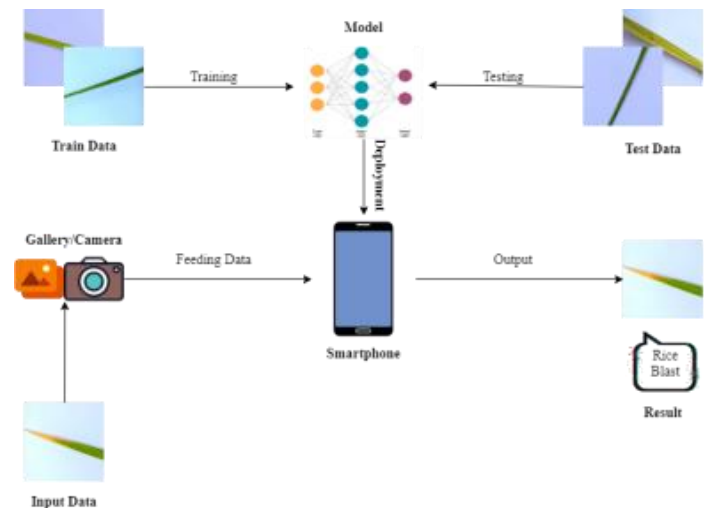 Model
Training
Testing
Train Data
Test Data
Deployment
Gallery/Camera
Feeding Data
Output
Smartphone
Rice
Blast
Result
Input Data